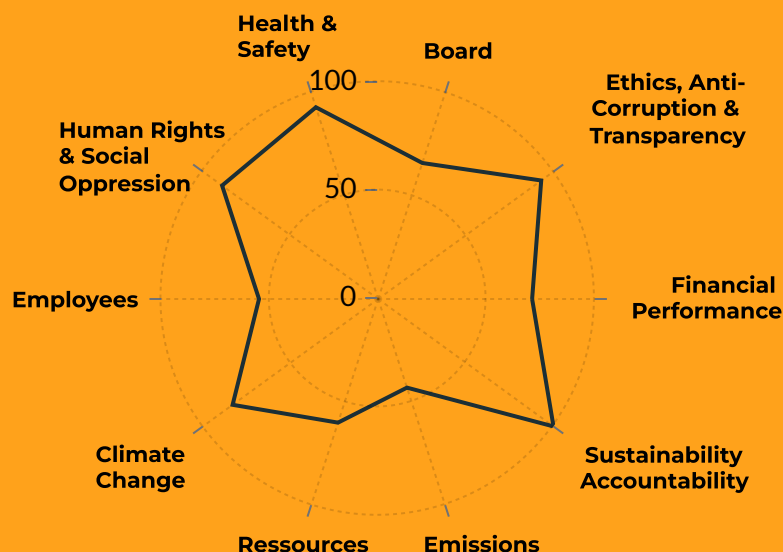 Health &
Safety
Board
100
Ethics, Anti-
Corruption &
Transparency
Human Rights
& Social
Oppression
50
Financial
Performance
Employees
0
Climate
Change
Sustainability
Accountability
Ressources
Emissions